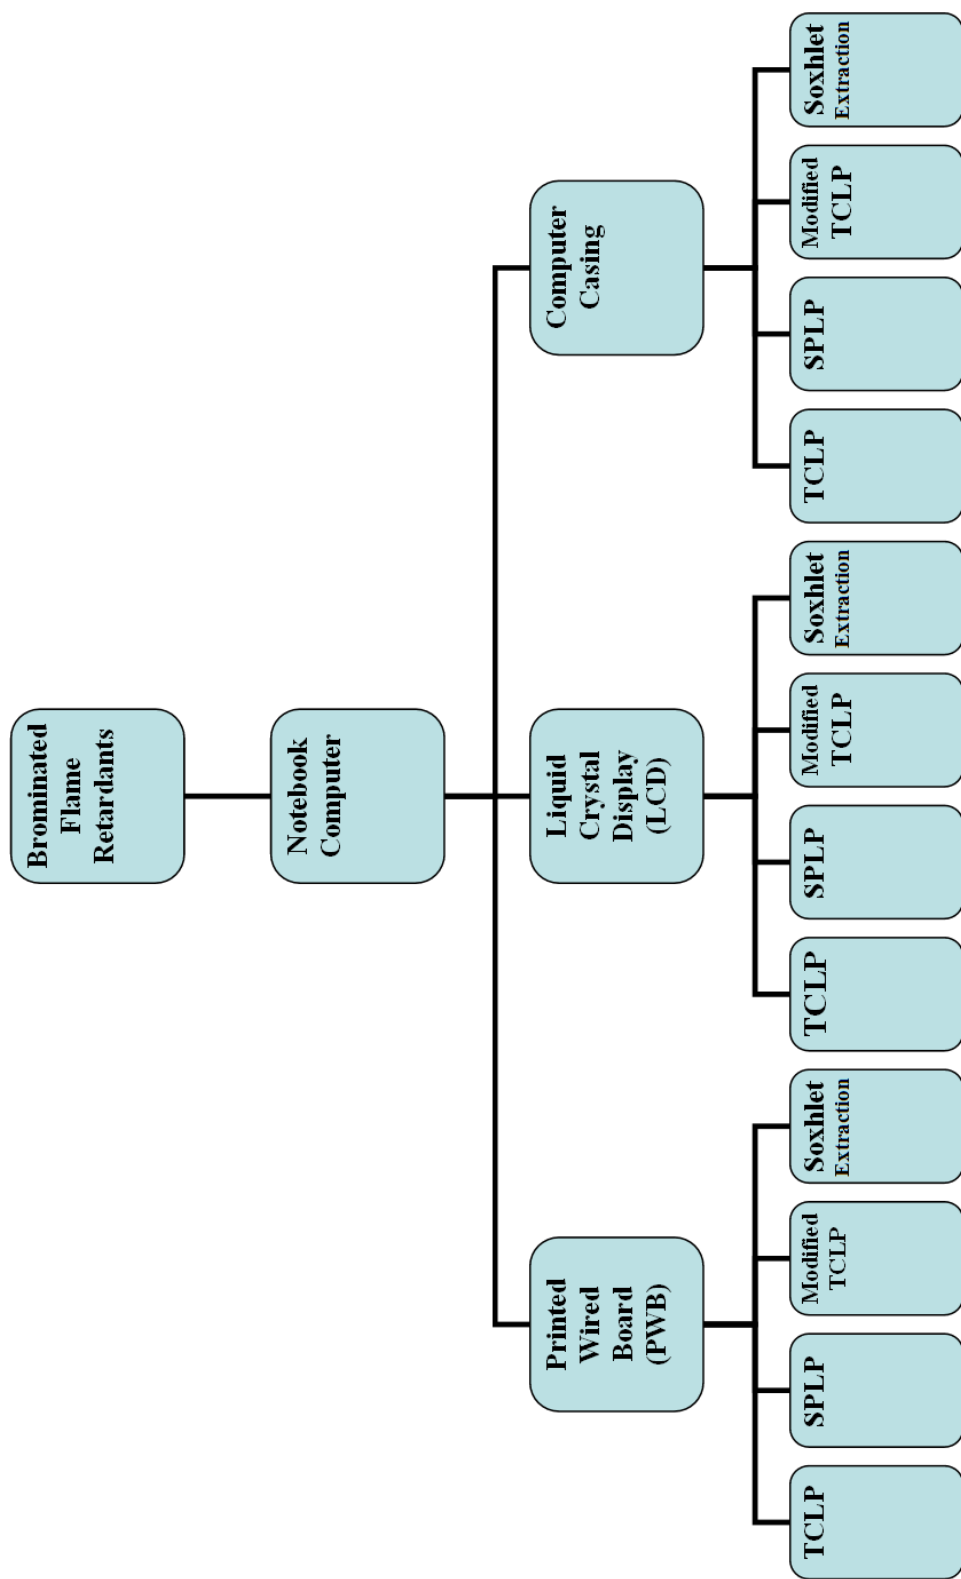 Brominated
Flame
Retardants
Notebook
Computer
Printed
Wired
Board
(PWB)
Liquid
Crystal
Display
(LCD)
Computer
Casing
TCLP
SPLP
Modified
TCLP
Soxhlet
Extraction
TCLP
SPLP
Modified
TCLP
Soxhlet
Extraction
TCLP
SPLP
Modified
TCLP
Soxhlet
Extraction